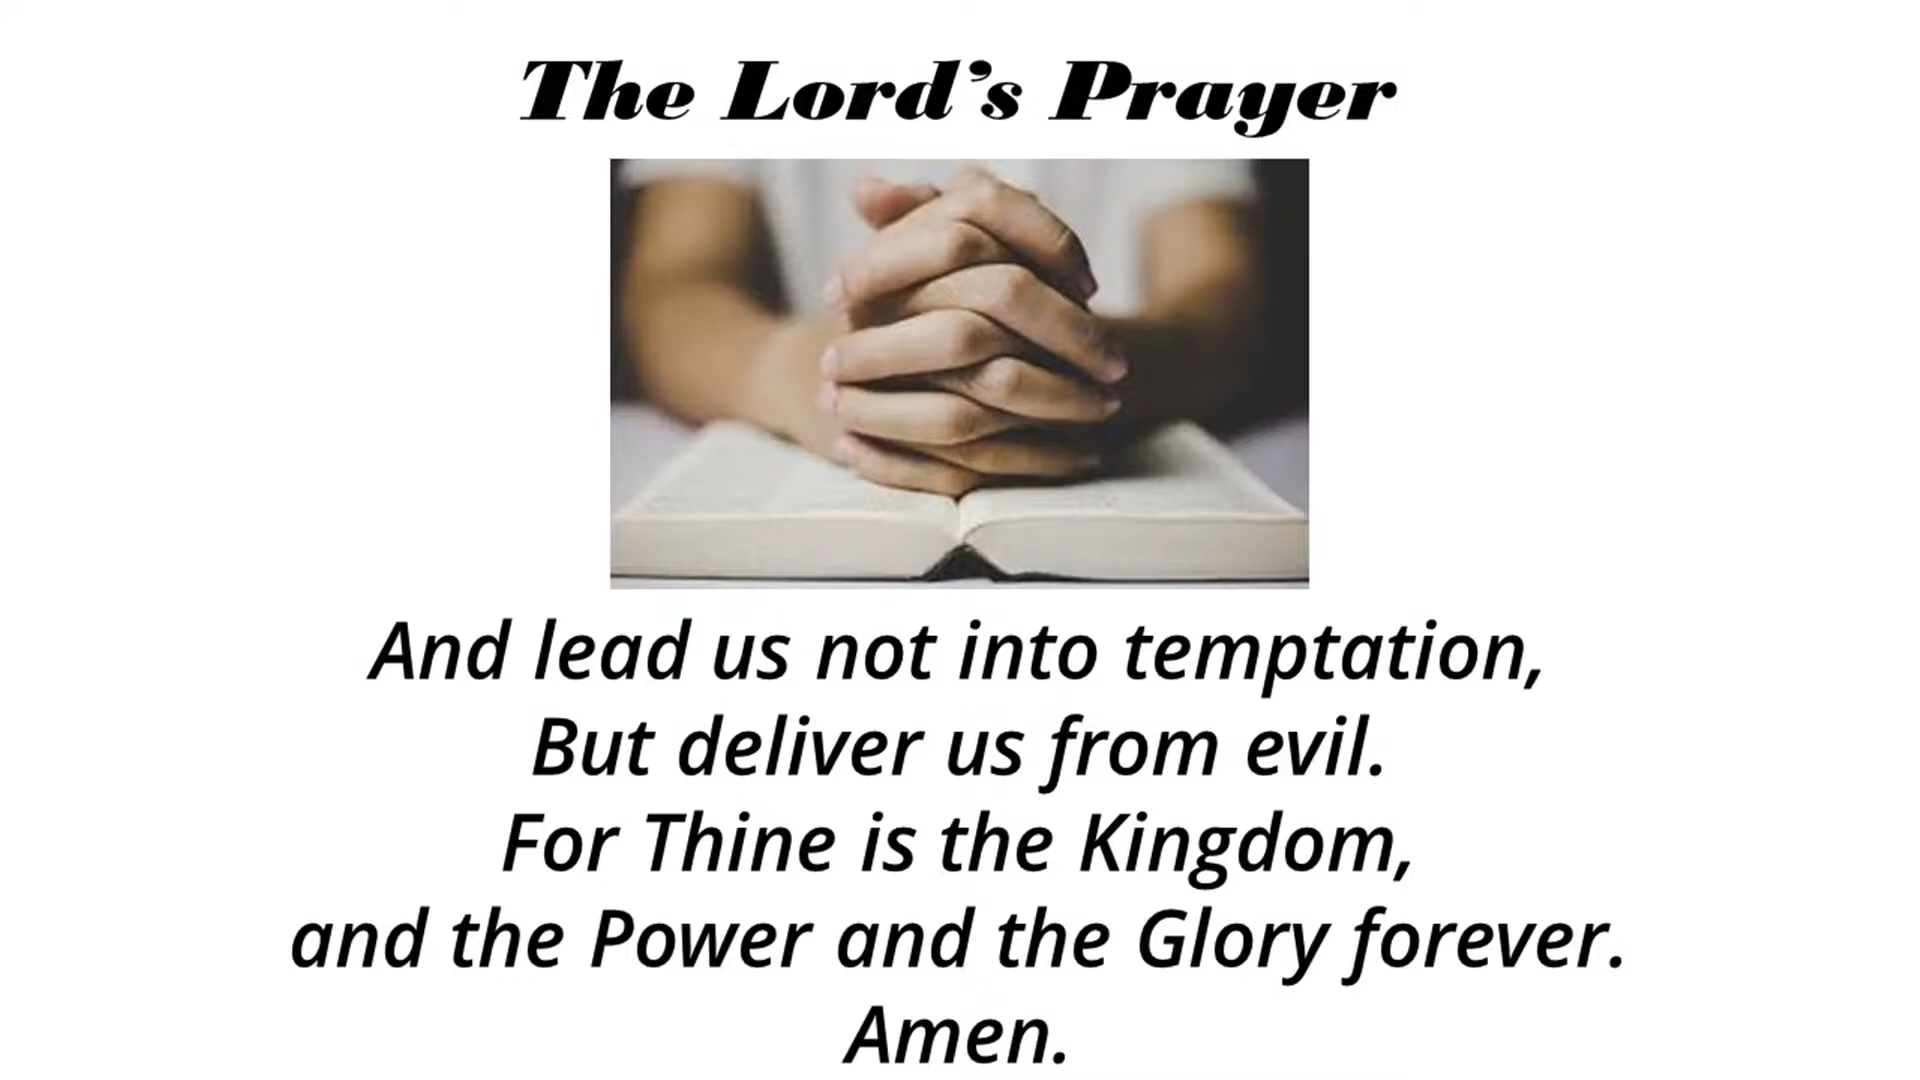 The Lord’s Prayer
And lead us not into temptation,
But deliver us from evil.
For Thine is the Kingdom,
and the Power and the Glory forever.
Amen.